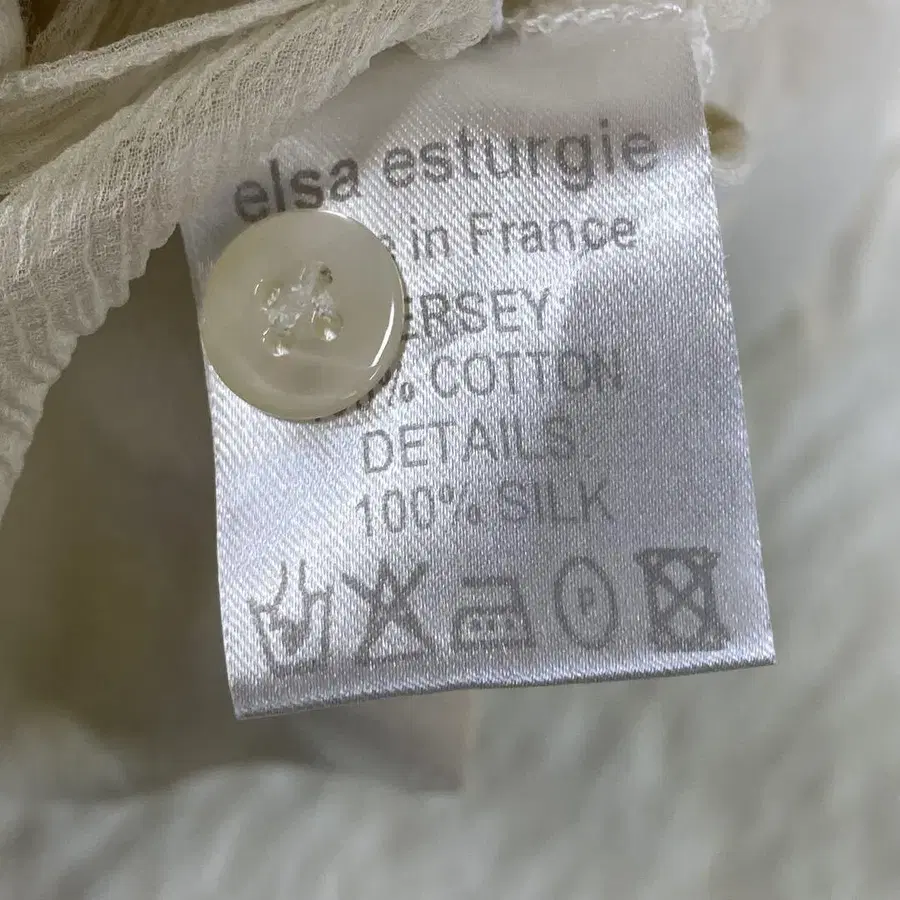 elsa esturgie
in France
ERSEY
% COTTON
DETAILS
100% SILK
P